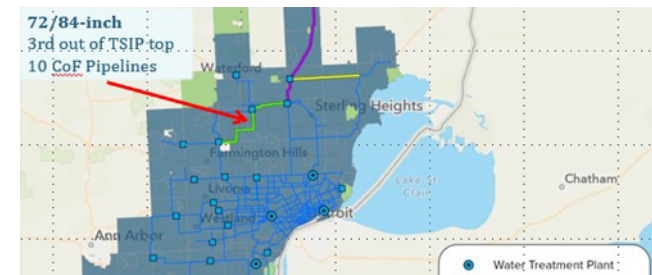 72/84-inch
3rd out of TSIP top
10 CoF Pipelines
Waterford
Sterling Heights
Farmington Hills
Livonia
Lake St
Clair
Chatham
Westland
Detroit
Ann Arbor
Water Treatment Plant